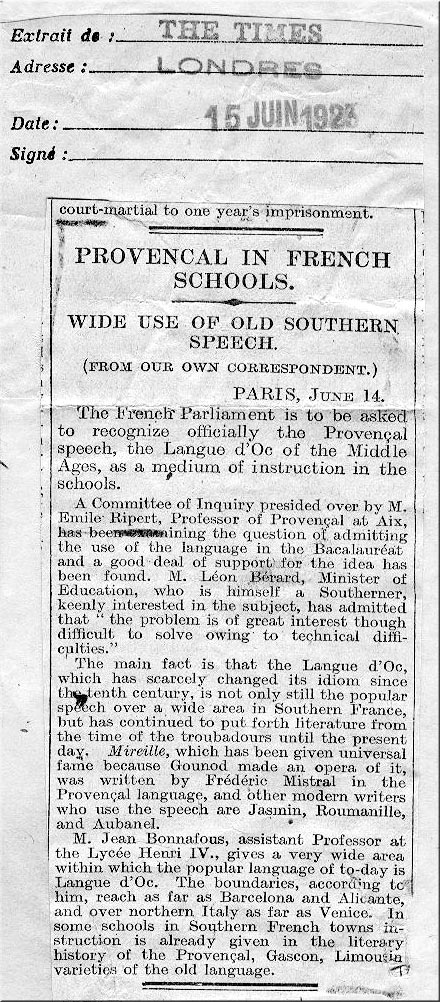 Extrait de : THE TIMES
Adresse : LONDRES
Date : 15 JUIN 1923
Signé :
court-martial to one year's imprisonment.
PROVENCAL IN FRENCH
SCHOOLS.
WIDE USE OF OLD SOUTHERN
SPEECH.
(FROM OUR OWN CORRESPONDENT.)
PARIS, JUNE 14.
The French Parliament is to be asked
to recognize officially the Provençal
speech, the Langue d'Oc of the Middle
Ages, as a medium of instruction in the
schools.
A Committee of Inquiry presided over by M.
Emile Ripert, Professor of Provençal at Aix,
has been examining the question of admitting
the use of the language in the Bacalauréat
and a good deal of support for the idea has
been found. M. Léon Bérard, Minister of
Education, who is himself a Southerner,
keenly interested in the subject, has admitted
that " the problem is of great interest though
difficult to solve owing to technical diffi-
culties."
The main fact is that the Langue d'Oc,
which has scarcely changed its idiom since
the tenth century, is not only still the popular
speech over a wide area in Southern France,
but has continued to put forth literature from
the time of the troubadours until the present
day. Mireille, which has been given universal
fame because Gounod made an opera of it,
was written by Frédéric Mistral in the
Provençal language, and other modern writers
who use the speech are Jasmin, Roumanille,
and Aubanel.
M. Jean Bonnafous, assistant Professor at
the Lycée Henri IV., gives a very wide area
within which the popular language of to-day is
Langue d'Oc. The boundaries, according to
him, reach as far as Barcelona and Alicante,
and over northern Italy as far as Venice. In
some schools in Southern French towns in-
struction is already given in the literary
history of the Provençal, Gascon, Limousin
varieties of the old language.